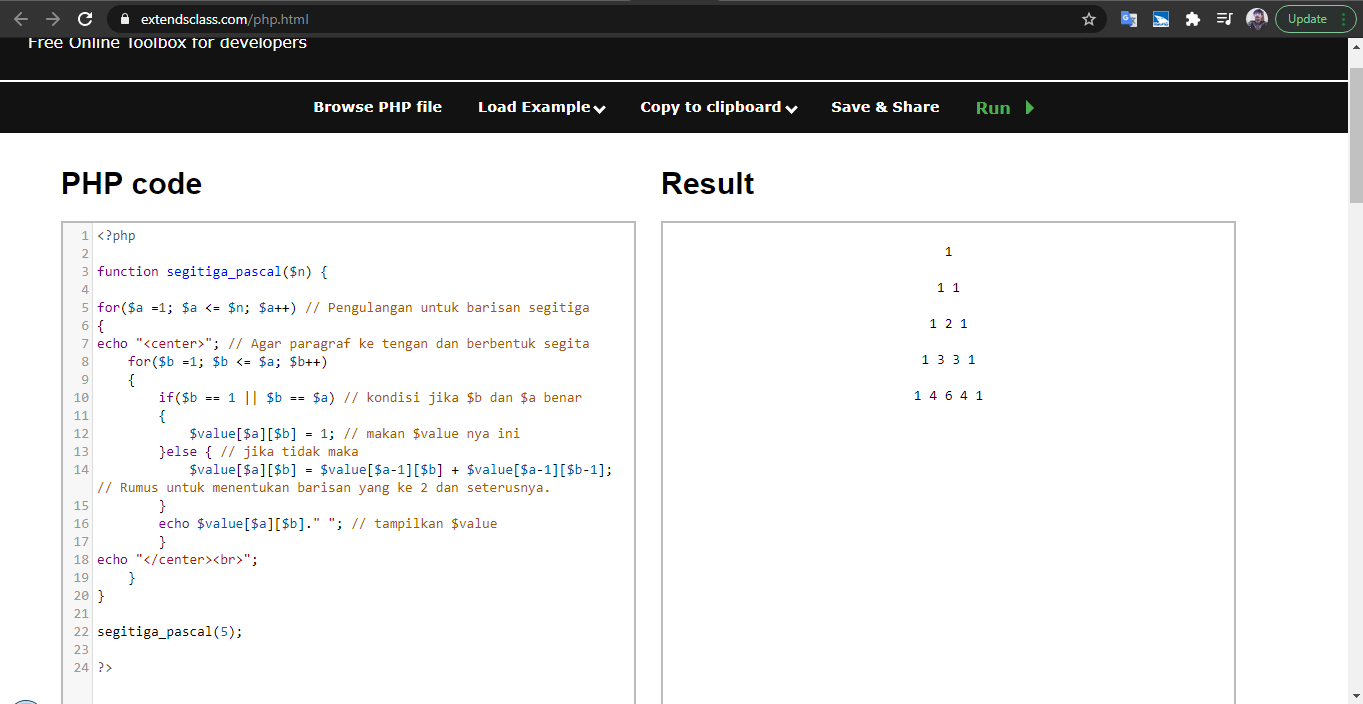 extendsclass.com/php.html
Update
Free Online Toolbox for developers
Browse PHP file Load Example Copy to clipboard Save & Share Run
PHP code
1 <?php
2
3 function segitiga_pascal($n) {
4
5 for($a =1; $a <= $n; $a++) // Pengulangan untuk barisan segitiga
6 {
7 echo "<center>"; // Agar paragraf ke tengan dan berbentuk segita
8     for($b =1; $b <= $a; $b++)
9     {
10         if($b == 1 || $b == $a) // kondisi jika $b dan $a benar
11         {
12             $value[$a][$b] = 1; // makan $value nya ini
13         }else { // jika tidak maka
14             $value[$a][$b] = $value[$a-1][$b] + $value[$a-1][$b-1];
// Rumus untuk menentukan barisan yang ke 2 dan seterusnya.
15         }
16         echo $value[$a][$b]." "; // tampilkan $value
17         }
18 echo "</center><br>";
19     }
20 }
21
22 segitiga_pascal(5);
23
24 ?>
Result
1
1 1
1 2 1
1 3 3 1
1 4 6 4 1